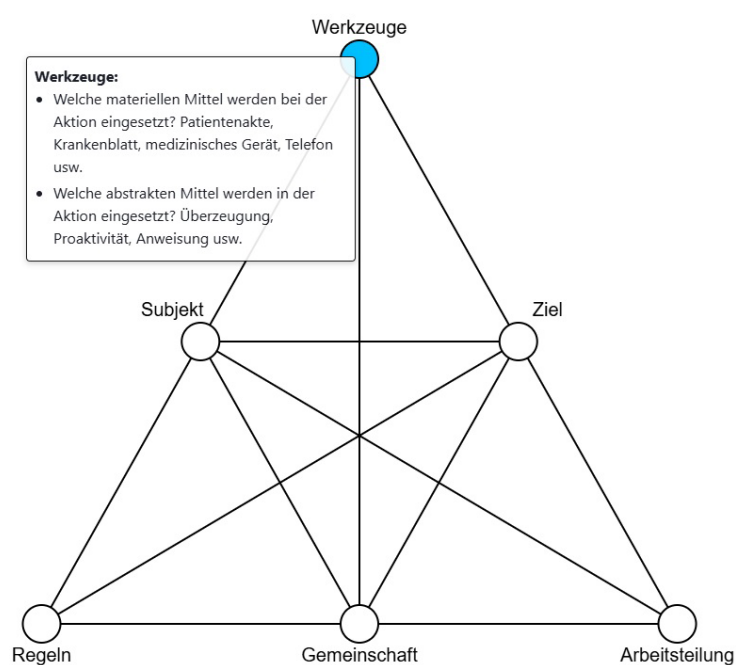 Werkzeuge
Werkzeuge:
• Welche materiellen Mittel werden bei der
Aktion eingesetzt? Patientenakte,
Krankenblatt, medizinisches Gerät, Telefon
usw.
• Welche abstrakten Mittel werden in der
Aktion eingesetzt? Überzeugung,
Proaktivität, Anweisung usw.
Subjekt
Ziel
Regeln
Gemeinschaft
Arbeitsteilung